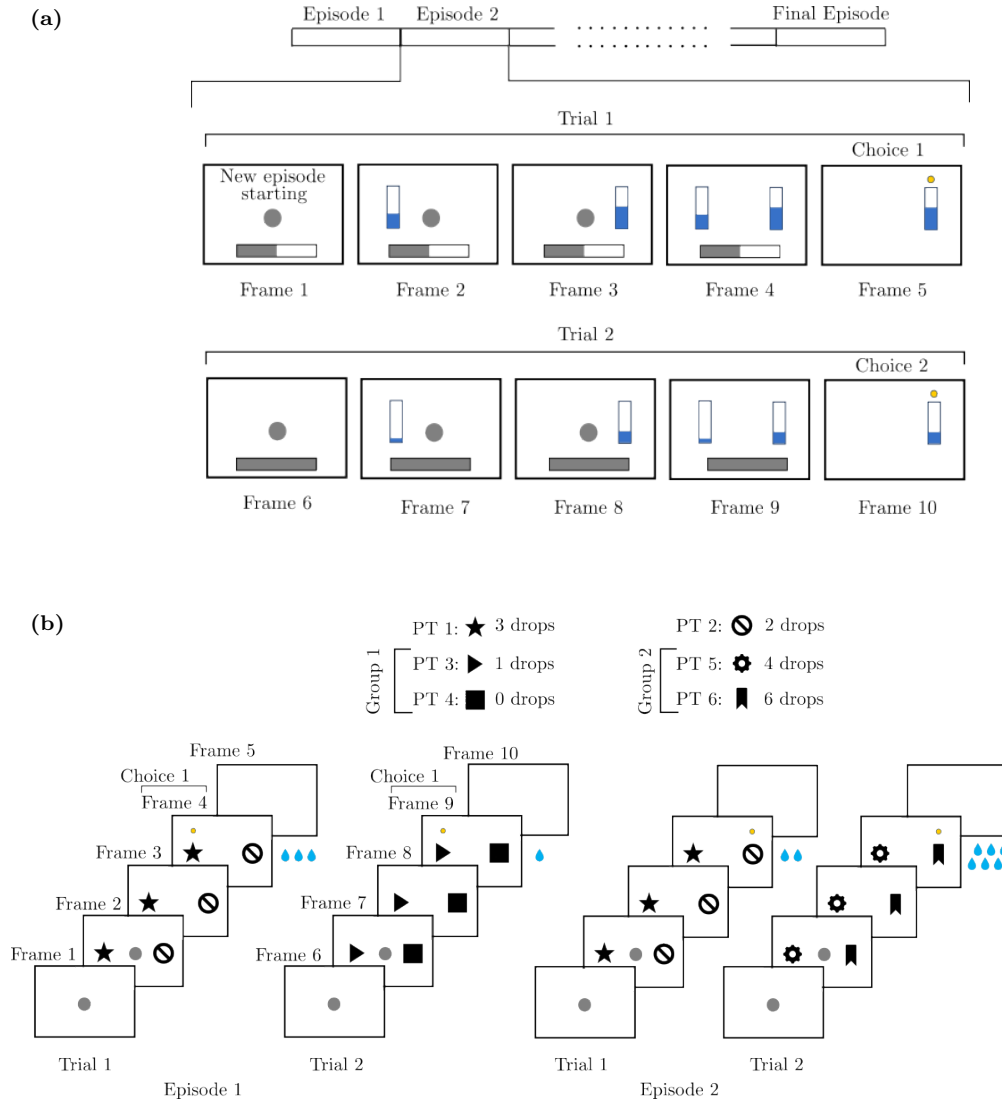 (a)
Episode 1 Episode 2 Final Episode
Trial 1
Choice 1
New episode
starting
Frame 1 Frame 2 Frame 3 Frame 4 Frame 5
Trial 2
Choice 2
Frame 6 Frame 7 Frame 8 Frame 9 Frame 10
(b)
PT 1: 3 drops
Group 1
PT 3: 1 drops
PT 4: 0 drops
PT 2: 2 drops
Group 2
PT 5: 4 drops
PT 6: 6 drops
Frame 5
Choice 1
Frame 4
Frame 3
Frame 2
Frame 1
Frame 10
Choice 1
Frame 9
Frame 8
Frame 7
Frame 6
Trial 1 Trial 2 Trial 1 Trial 2
Episode 1 Episode 2